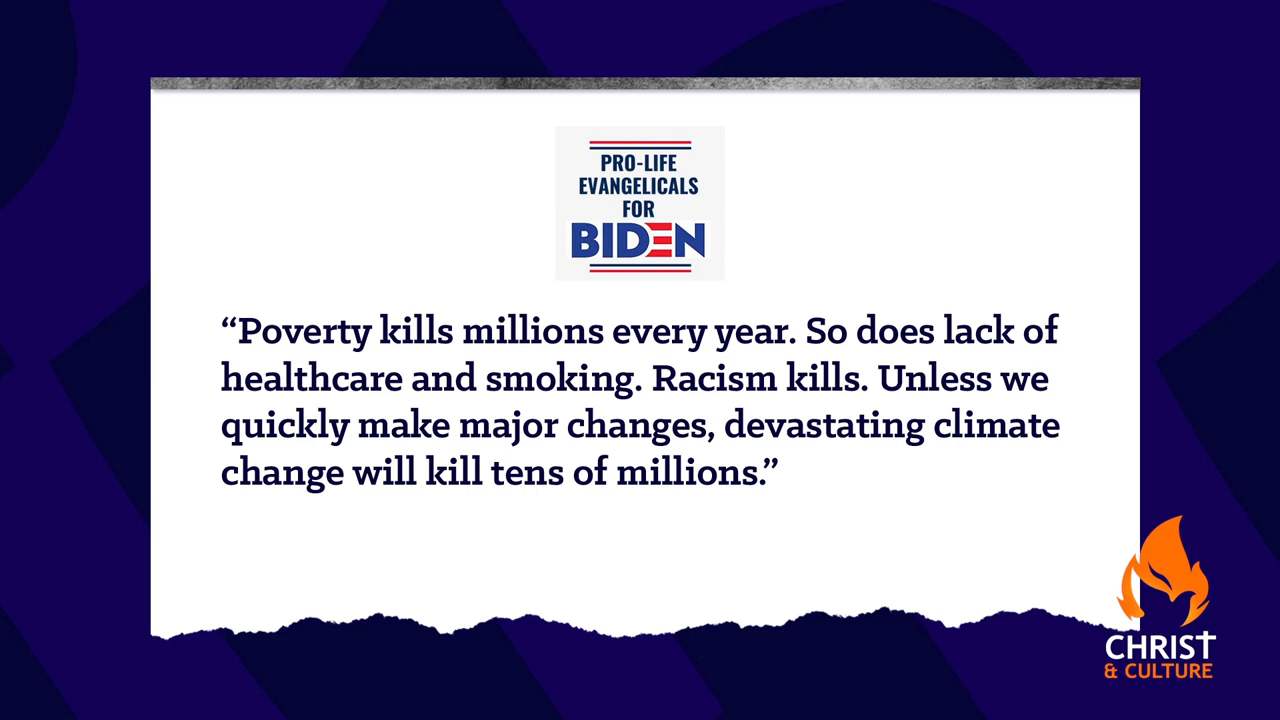 PRO-LIFE
EVANGELICALS
FOR
BIDEN
“Poverty kills millions every year. So does lack of
healthcare and smoking. Racism kills. Unless we
quickly make major changes, devastating climate
change will kill tens of millions.”
CHRIST
& CULTURE